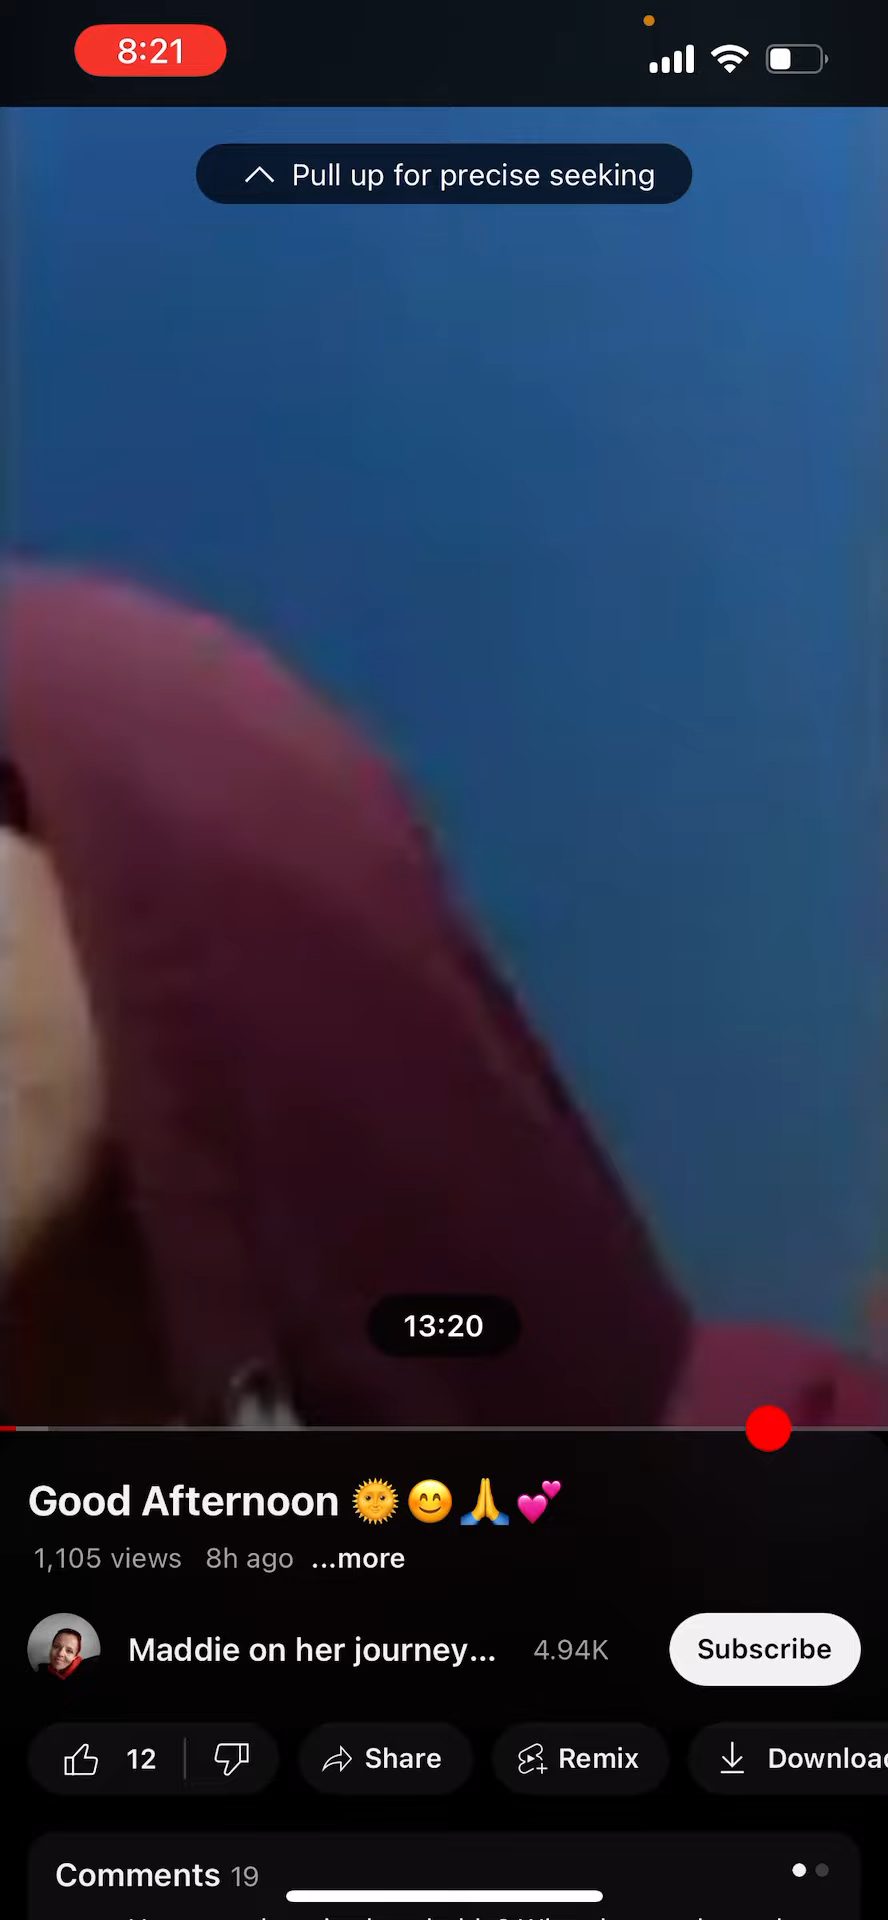 8:21
Pull up for precise seeking
13:20
Good Afternoon 🌞😊🙏💕
1,105 views 8h ago ...more
Maddie on her journey... 4.94K Subscribe
12 Share Remix Downloa
Comments 19